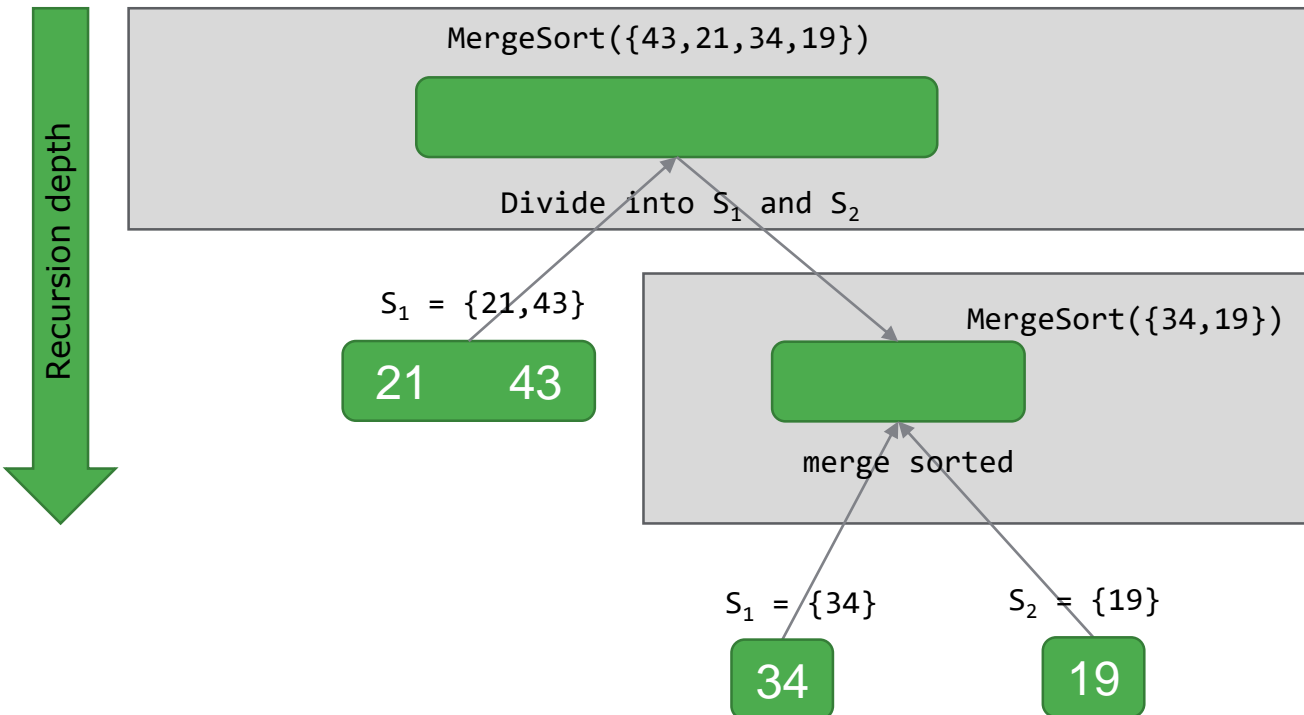 Recursion depth
MergeSort({43,21,34,19})
Divide into S₁ and S₂
S₁ = {21,43}
MergeSort({34,19})
21 43
merge sorted
S₁ = {34}
S₂ = {19}
34
19